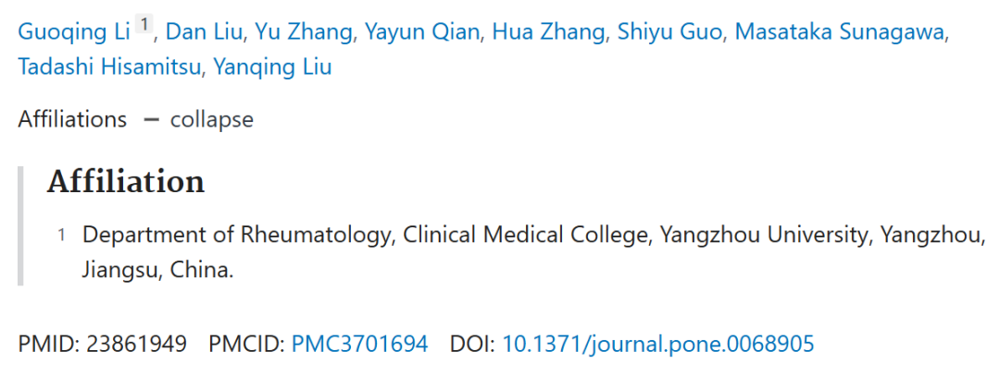 Guoqing Li 1, Dan Liu, Yu Zhang, Yayun Qian, Hua Zhang, Shiyu Guo, Masataka Sunagawa,
Tadashi Hisamitsu, Yanqing Liu
Affiliations — collapse
Affiliation
1 Department of Rheumatology, Clinical Medical College, Yangzhou University, Yangzhou,
Jiangsu, China.
PMID: 23861949 PMCID: PMC3701694 DOI: 10.1371/journal.pone.0068905